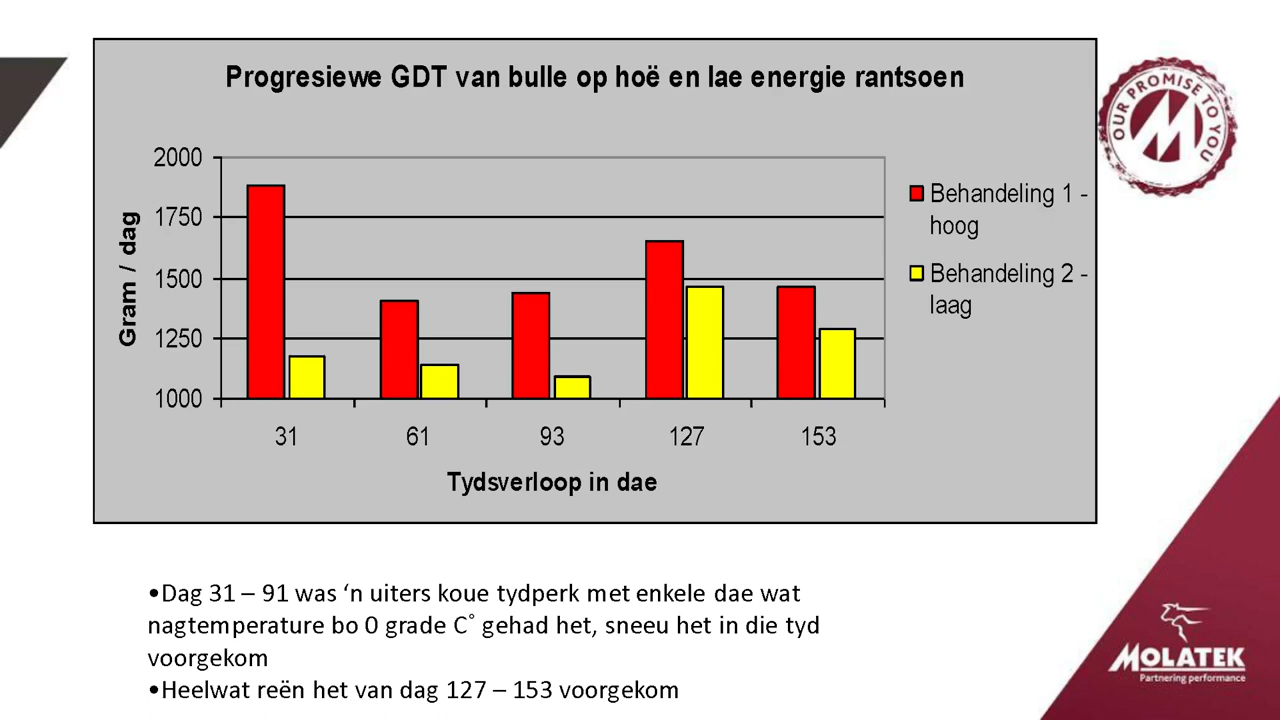 Progresiewe GDT van bulle op hoë en lae energie rantsoen
OUR PROMISE TO YOU
Gram / dag
2000
1750
1500
1250
1000
31
61
93
127
153
Tydsverloop in dae
Behandeling 1 -
hoog
Behandeling 2 -
laag
•Dag 31 – 91 was ‘n uiters koue tydperk met enkele dae wat
nagtemperature bo 0 grade C° gehad het, sneeu het in die tyd
voorgekom
•Heelwat reën het van dag 127 – 153 voorgekom
MOLATEK
Partnering performance